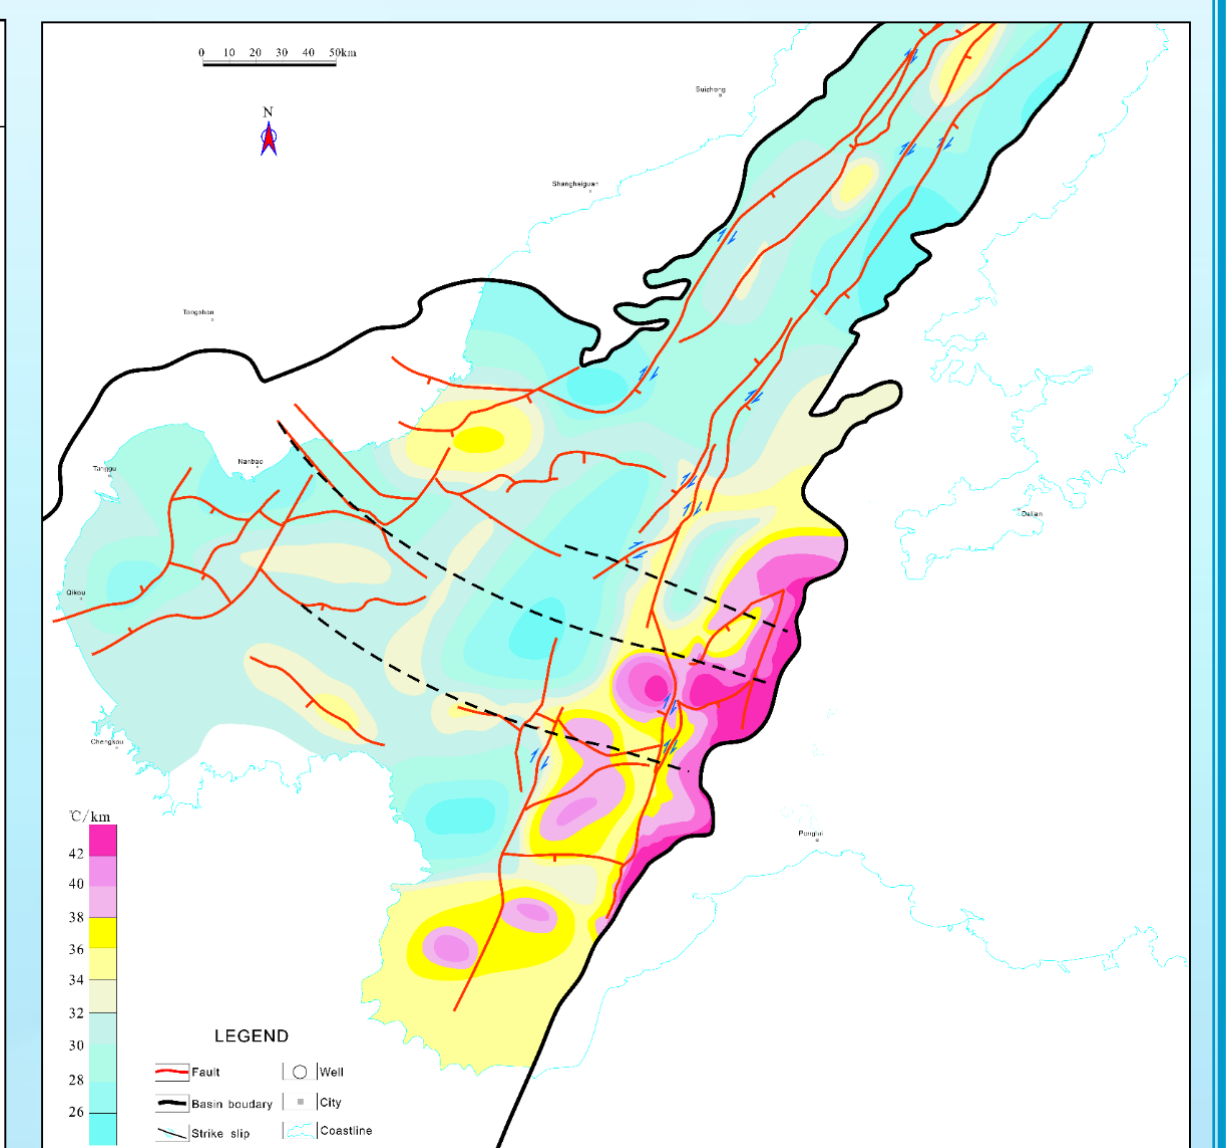 0 10 20 30 40 50km
N
Suizhong
Shanghaiguan
Tangshan
Tanggu
Nanbao
Dalian
Qikou
Chengkou
Penglai
℃/km
42
40
38
36
34
32
30
28
26
LEGEND
Fault
Well
Basin boudary
City
Strike slip
Coastline